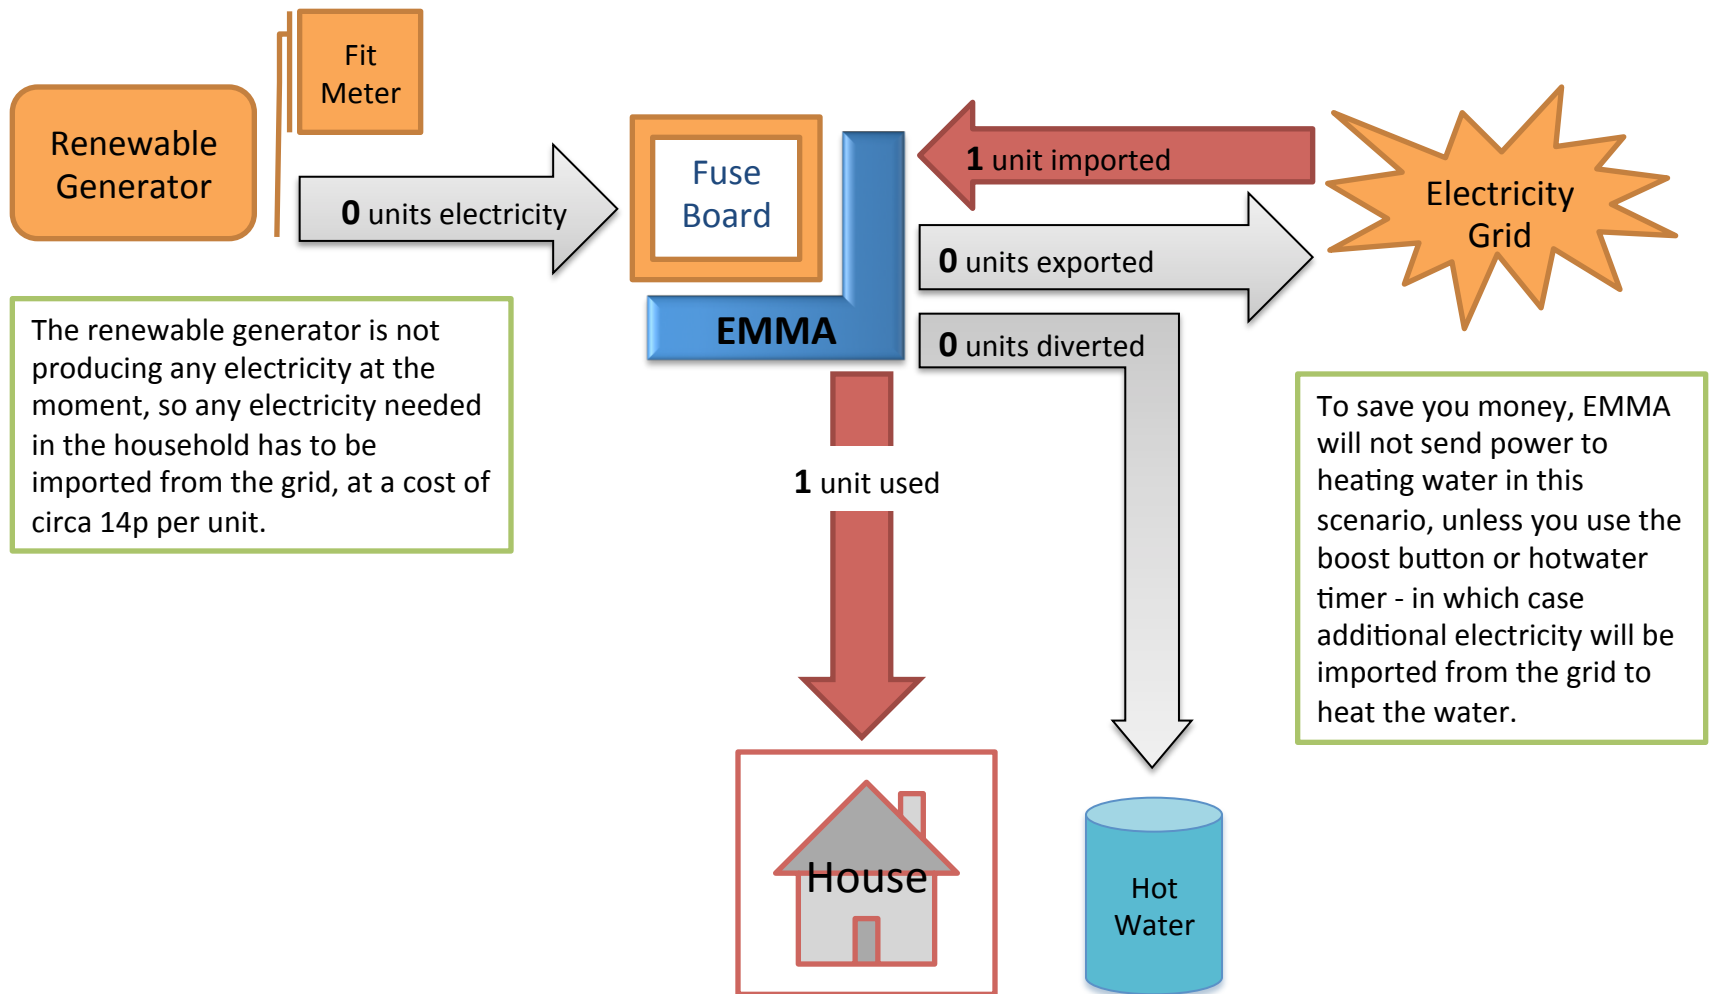 Fit
Meter
Renewable
Generator
0 units electricity
Fuse
Board
EMMA
1 unit imported
0 units exported
0 units diverted
Electricity
Grid
The renewable generator is not
producing any electricity at the
moment, so any electricity needed
in the household has to be
imported from the grid, at a cost of
circa 14p per unit.
1 unit used
To save you money, EMMA
will not send power to
heating water in this
scenario, unless you use the
boost button or hotwater
timer - in which case
additional electricity will be
imported from the grid to
heat the water.
House
Hot
Water